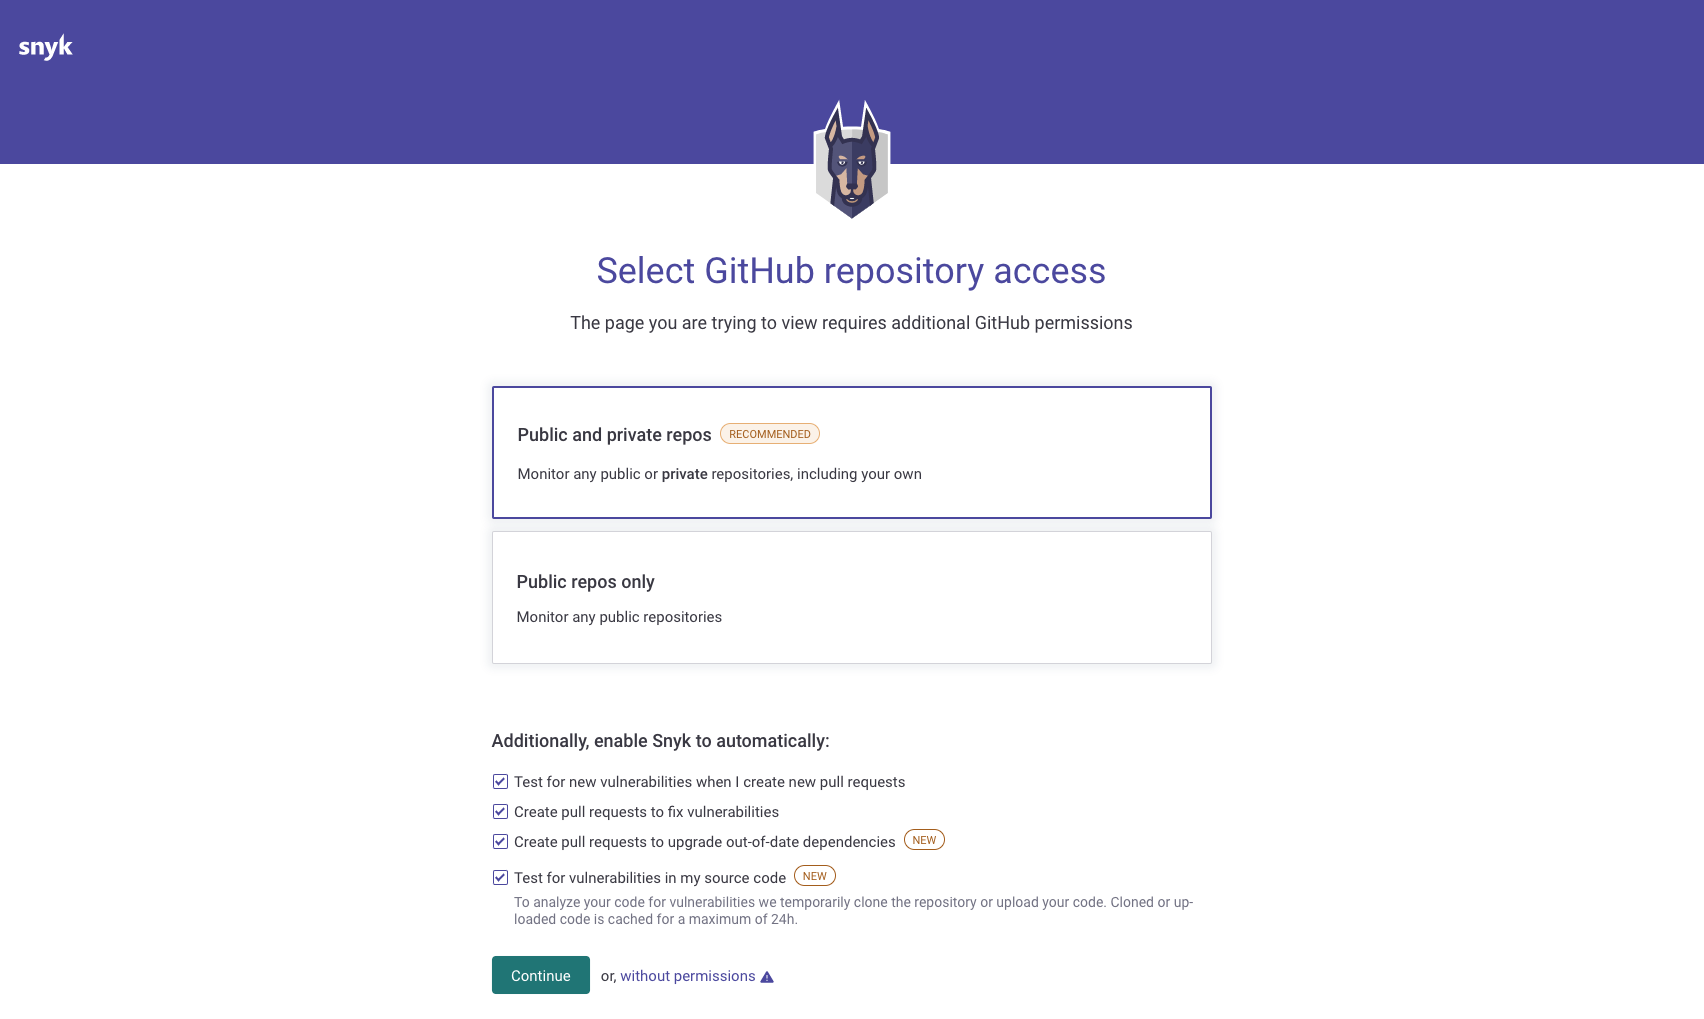 snyk
Select GitHub repository access
The page you are trying to view requires additional GitHub permissions
Public and private repos RECOMMENDED
Monitor any public or private repositories, including your own
Public repos only
Monitor any public repositories
Additionally, enable Snyk to automatically:
Test for new vulnerabilities when I create new pull requests
Create pull requests to fix vulnerabilities
Create pull requests to upgrade out-of-date dependencies NEW
Test for vulnerabilities in my source code NEW
To analyze your code for vulnerabilities we temporarily clone the repository or upload your code. Cloned or up-
loaded code is cached for a maximum of 24h.
Continue or, without permissions